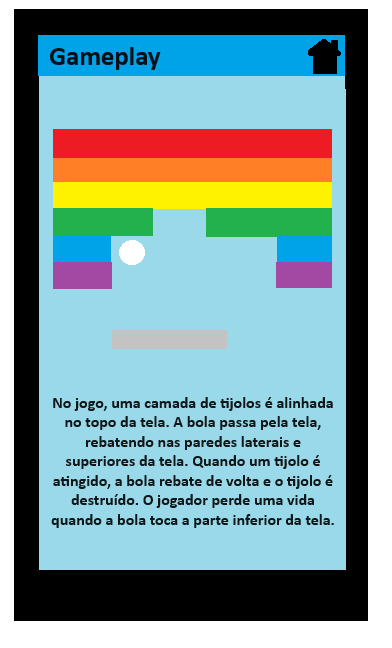 Gameplay
No jogo, uma camada de tijolos é alinhada
no topo da tela. A bola passa pela tela,
rebatendo nas paredes laterais e
superiores da tela. Quando um tijolo é
atingido, a bola rebate de volta e o tijolo é
destruído. O jogador perde uma vida
quando a bola toca a parte inferior da tela.